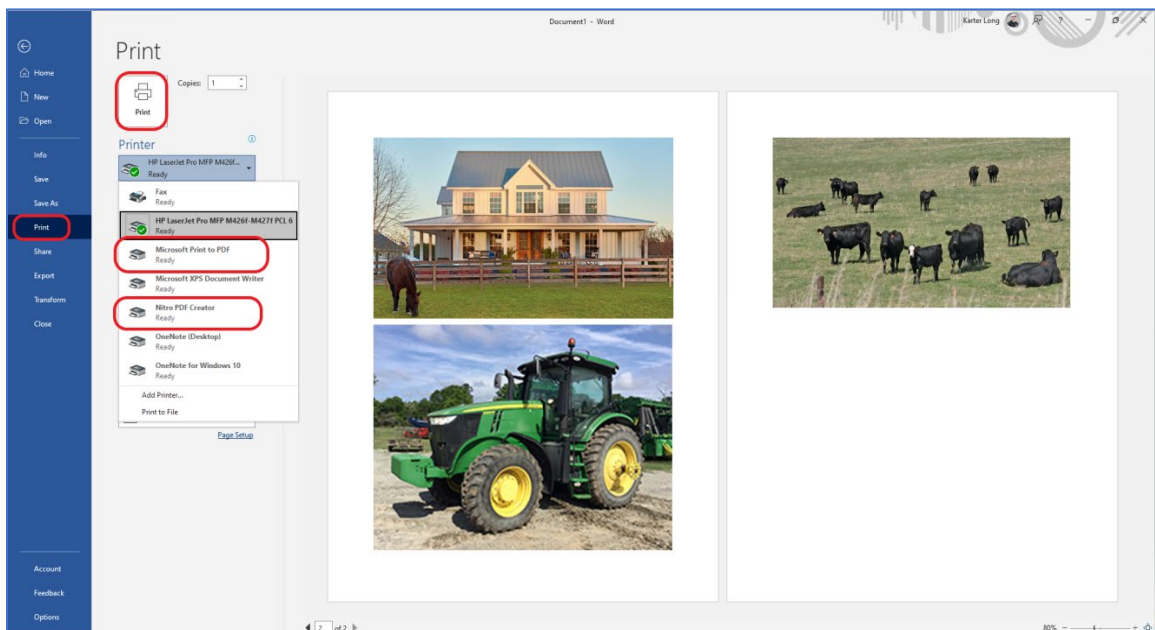 Document1 - Word
Karter Long
?
Print
Home
New
Open
Info
Save
Save As
Print
Share
Export
Transform
Close
Account
Feedback
Options
Copies: 1
Print
Printer
HP LaserJet Pro MFP M426f...
Ready
Fax
Ready
HP LaserJet Pro MFP M426f-M427f PCL 6
Ready
Microsoft Print to PDF
Ready
Microsoft XPS Document Writer
Ready
Nitro PDF Creator
Ready
OneNote (Desktop)
Ready
OneNote for Windows 10
Ready
Add Printer...
Print to File
Page Setup
2 of 2
80%